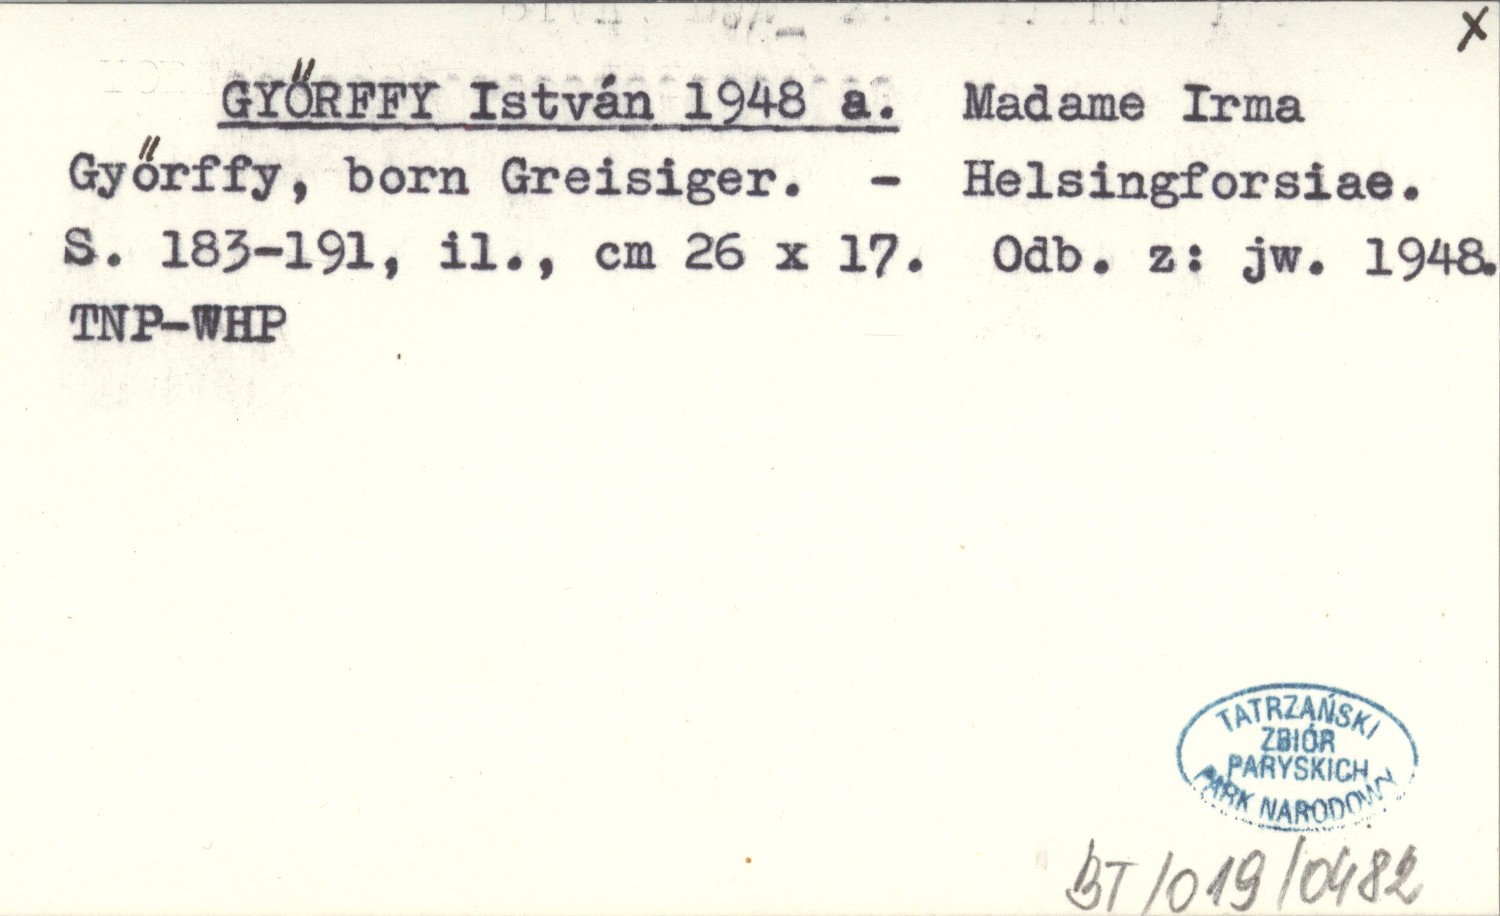 X
GYŐRFFY István 1948 a. Madame Irma
Győrffy, born Greisiger. - Helsingforsiae.
S. 183-191, il., cm 26 x 17. Odb. z: jw. 1948.
TNP-WHP
TATRZAŃSKI
ZBIÓR
PARYSKICH
PARK NARODOWY
BT/019/0482